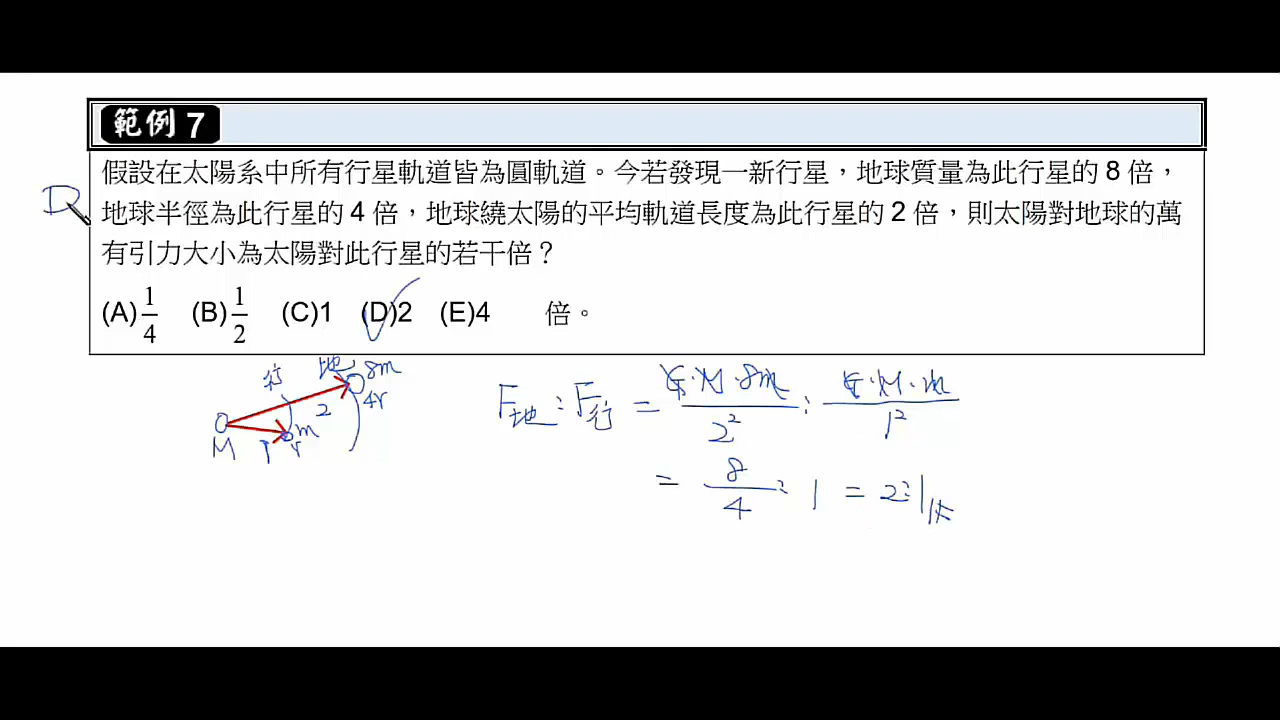 範例 7
假設在太陽系中所有行星軌道皆為圓軌道。今若發現一新行星，地球質量為此行星的 8 倍，
D
地球半徑為此行星的 4 倍，地球繞太陽的平均軌道長度為此行星的 2 倍，則太陽對地球的萬
有引力大小為太陽對此行星的若干倍？
(A) 1/4 (B) 1/2 (C)1 (D)2 (E)4 倍。
行 地 8m
2 4r
M 1 m r
F地 : F行 = G·M·8m / 2² : G·M·m / 1²
= 8/4 : 1 = 2:1